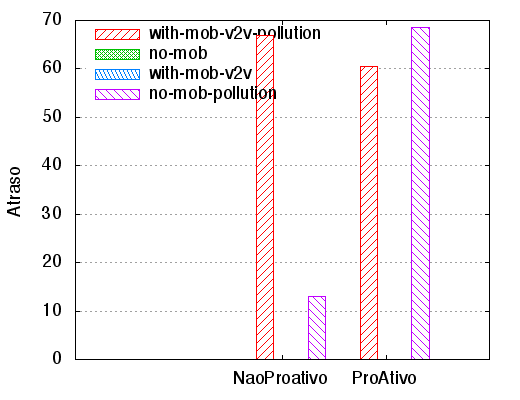 70
60
50
40
30
20
10
0
Atraso
with-mob-v2v-pollution
no-mob
with-mob-v2v
no-mob-pollution
NaoProativo
ProAtivo